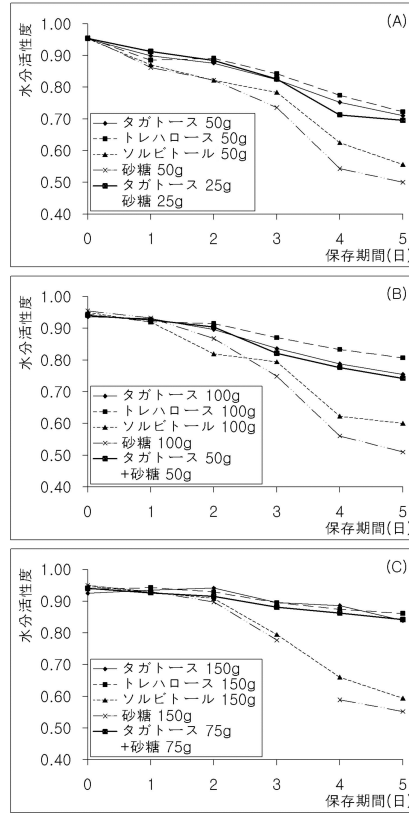 (A)
水分活性度
1.00
0.90
0.80
0.70
0.60
0.50
0.40
タガトース 50g
トレハロース 50g
ソルビトール 50g
砂糖 50g
タガトース 25g
砂糖 25g
0 1 2 3 4 5
保存期間(日)
(B)
水分活性度
1.00
0.90
0.80
0.70
0.60
0.50
0.40
タガトース 100g
トレハロース 100g
ソルビトール 100g
砂糖 100g
タガトース 50g
+砂糖 50g
0 1 2 3 4 5
保存期間(日)
(C)
水分活性度
1.00
0.90
0.80
0.70
0.60
0.50
0.40
タガトース 150g
トレハロース 150g
ソルビトール 150g
砂糖 150g
タガトース 75g
+砂糖 75g
0 1 2 3 4 5
保存期間(日)